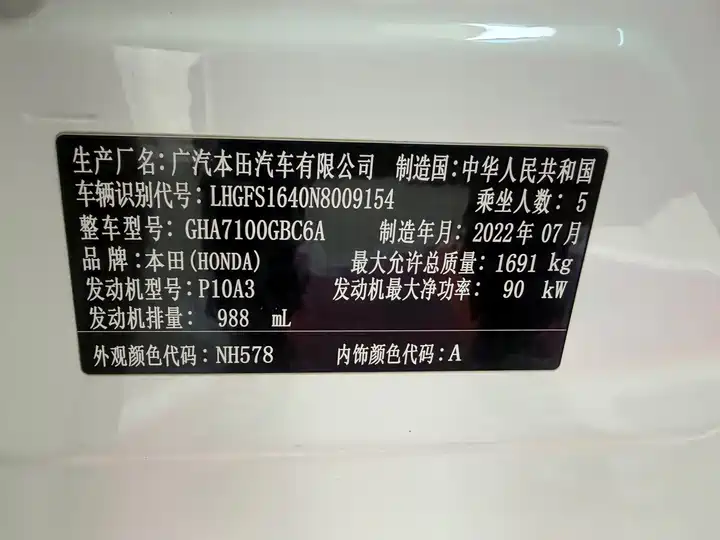 生产厂名：广汽本田汽车有限公司 制造国：中华人民共和国
车辆识别代号：LHGFS1640N8009154 乘坐人数：5
整车型号：GHA7100GBC6A 制造年月：2022年07月
品牌：本田(HONDA) 最大允许总质量：1691 kg
发动机型号：P10A3 发动机最大净功率：90 kW
发动机排量：988 mL
外观颜色代码：NH578 内饰颜色代码：A